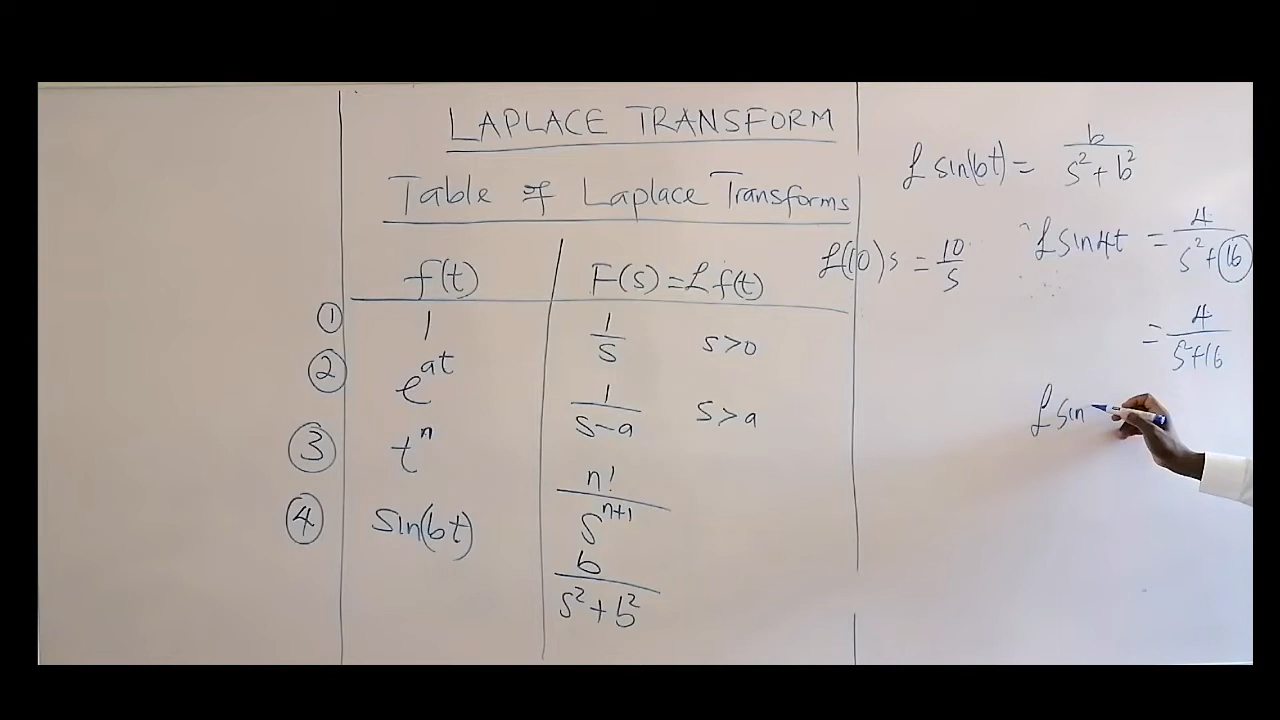 LAPLACE TRANSFORM
Table of Laplace Transforms
f(t) F(s) = ℒ f(t)
① 1 1/s s>0
② e^{at} 1/(s-a) s>a
③ t^n n!/s^{n+1}
④ sin(bt) b/(s²+b²)
ℒ sin(bt) = b/(s²+b²)
ℒ(10)s = 10/s
ℒ sin4t = 4/(s²+16)
= 4/(s²+16)
ℒ sin